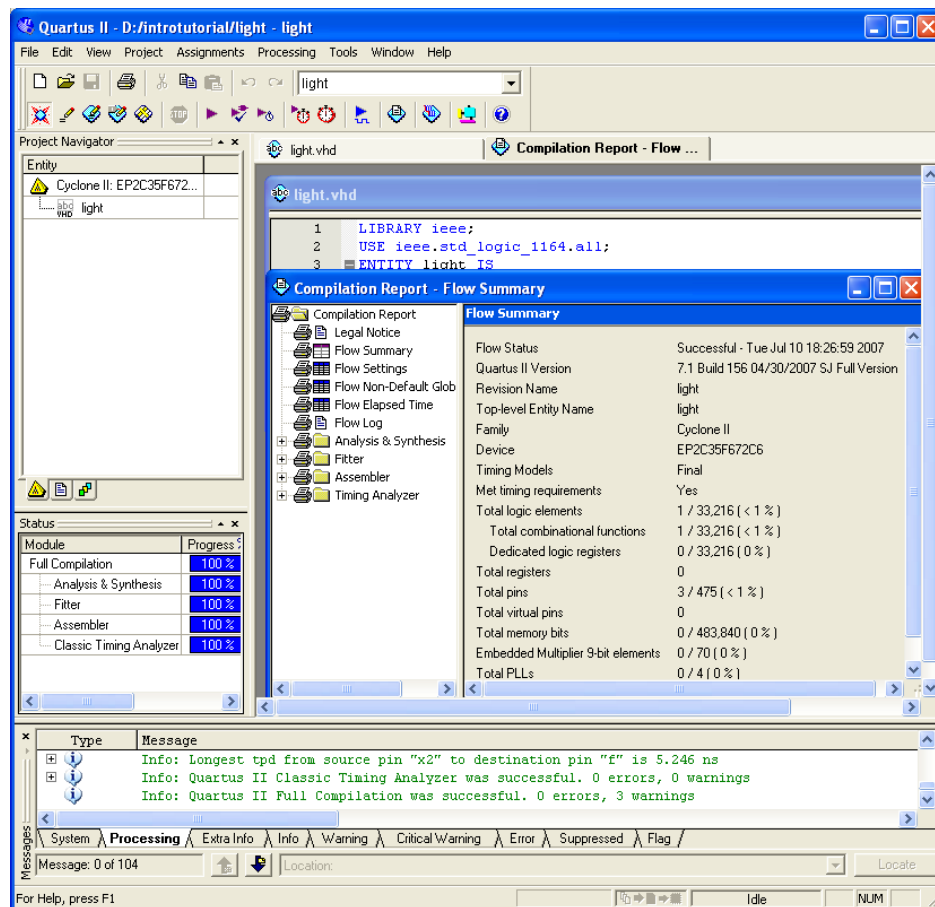 Quartus II - D:/introtutorial/light - light
File Edit View Project Assignments Processing Tools Window Help
light
STOP
Project Navigator
Entity
Cyclone II: EP2C35F672...
abc VHD light
light.vhd
Compilation Report - Flow ...
light.vhd
1 LIBRARY ieee;
2 USE ieee.std_logic_1164.all;
3 ENTITY light IS
Compilation Report - Flow Summary
Compilation Report
Legal Notice
Flow Summary
Flow Settings
Flow Non-Default Glob
Flow Elapsed Time
Flow Log
Analysis & Synthesis
Fitter
Assembler
Timing Analyzer
Flow Summary
Flow Status Successful - Tue Jul 10 18:26:59 2007
Quartus II Version 7.1 Build 156 04/30/2007 SJ Full Version
Revision Name light
Top-level Entity Name light
Family Cyclone II
Device EP2C35F672C6
Timing Models Final
Met timing requirements Yes
Total logic elements 1 / 33,216 ( < 1 % )
Total combinational functions 1 / 33,216 ( < 1 % )
Dedicated logic registers 0 / 33,216 ( 0 % )
Total registers 0
Total pins 3 / 475 ( < 1 % )
Total virtual pins 0
Total memory bits 0 / 483,840 ( 0 % )
Embedded Multiplier 9-bit elements 0 / 70 ( 0 % )
Total PLLs 0 / 4 ( 0 % )
Status
Module Progress %
Full Compilation 100 %
Analysis & Synthesis 100 %
Fitter 100 %
Assembler 100 %
Classic Timing Analyzer 100 %
Type Message
Info: Longest tpd from source pin "x2" to destination pin "f" is 5.246 ns
Info: Quartus II Classic Timing Analyzer was successful. 0 errors, 0 warnings
Info: Quartus II Full Compilation was successful. 0 errors, 3 warnings
System Processing Extra Info Info Warning Critical Warning Error Suppressed Flag
Messages
Message: 0 of 104 Location: Locate
For Help, press F1 Idle NUM